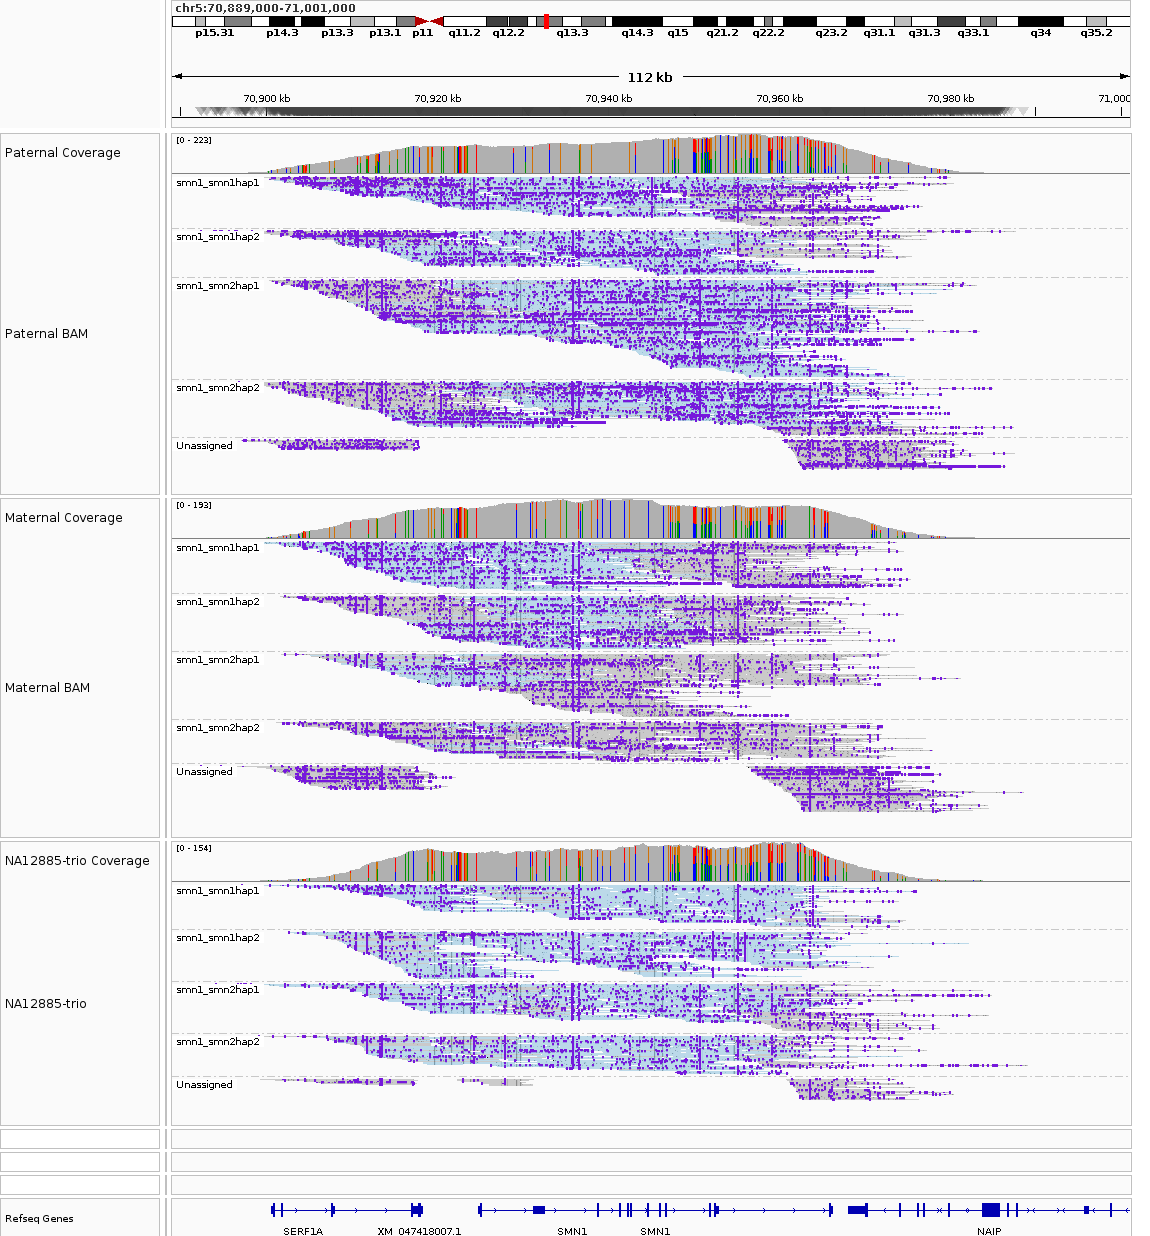 chr5:70,889,000-71,001,000
p15.31 p14.3 p13.3 p13.1 p11 q11.2 q12.2 q13.3 q14.3 q15 q21.2 q22.2 q23.2 q31.1 q31.3 q33.1 q34 q35.2
112 kb
70,900 kb 70,920 kb 70,940 kb 70,960 kb 70,980 kb 71,000
Paternal Coverage
[0 - 223]
smn1_smn1hap1
smn1_smn1hap2
smn1_smn2hap1
Paternal BAM
smn1_smn2hap2
Unassigned
Maternal Coverage
[0 - 193]
smn1_smn1hap1
smn1_smn1hap2
smn1_smn2hap1
Maternal BAM
smn1_smn2hap2
Unassigned
NA12885-trio Coverage
[0 - 154]
smn1_smn1hap1
smn1_smn1hap2
smn1_smn2hap1
NA12885-trio
smn1_smn2hap2
Unassigned
Refseq Genes
SERF1A XM_047418007.1 SMN1 SMN1 NAIP